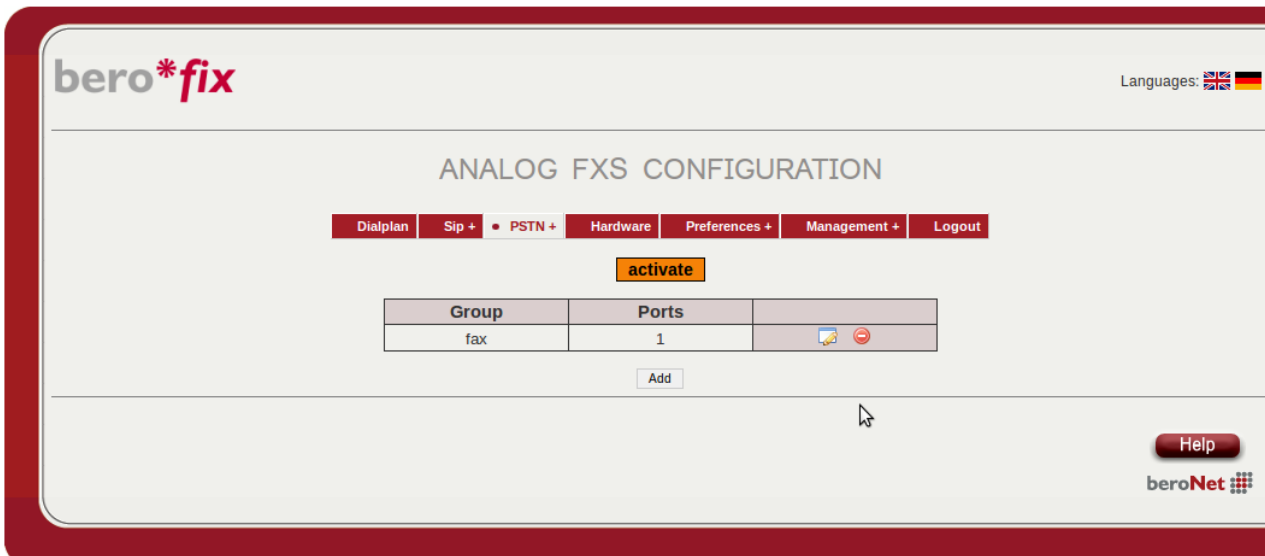 bero*fix
Languages:
ANALOG FXS CONFIGURATION
Dialplan Sip + • PSTN + Hardware Preferences + Management + Logout
activate
Group Ports
fax 1
Add
Help
beroNet